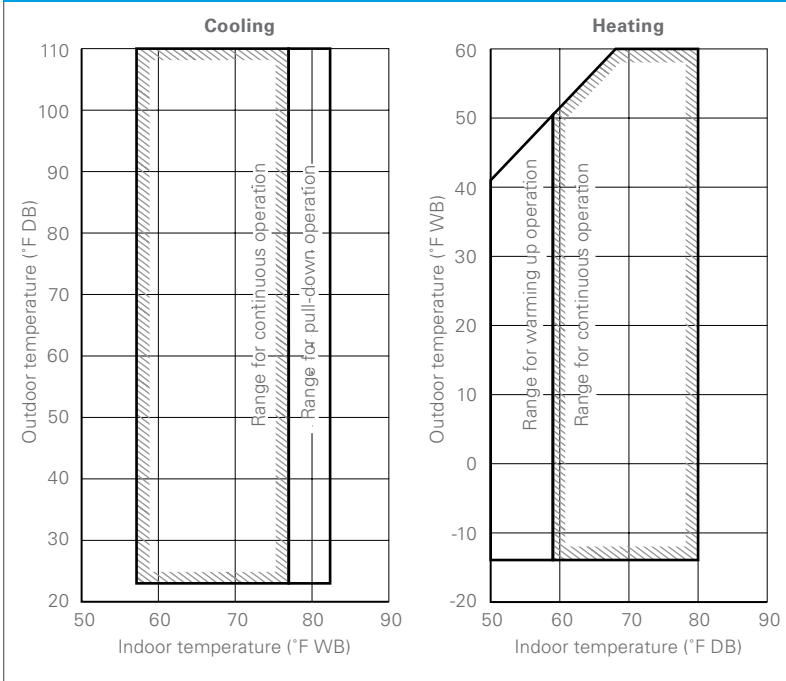 Cooling
110
100
90
80
70
60
50
40
30
20
50
60
70
80
90
Outdoor temperature (°F DB)
Indoor temperature (°F WB)
Range for continuous operation
Range for pull-down operation
Heating
60
50
40
30
20
10
0
-10
-20
50
60
70
80
90
Outdoor temperature (°F WB)
Indoor temperature (°F DB)
Range for warming up operation
Range for continuous operation